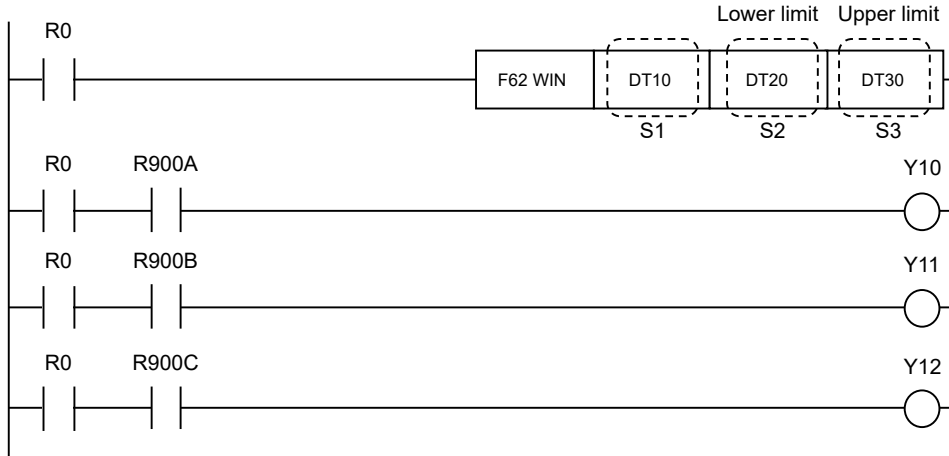 Lower limit Upper limit
R0
F62 WIN DT10 DT20 DT30
S1 S2 S3
R0 R900A Y10
R0 R900B Y11
R0 R900C Y12